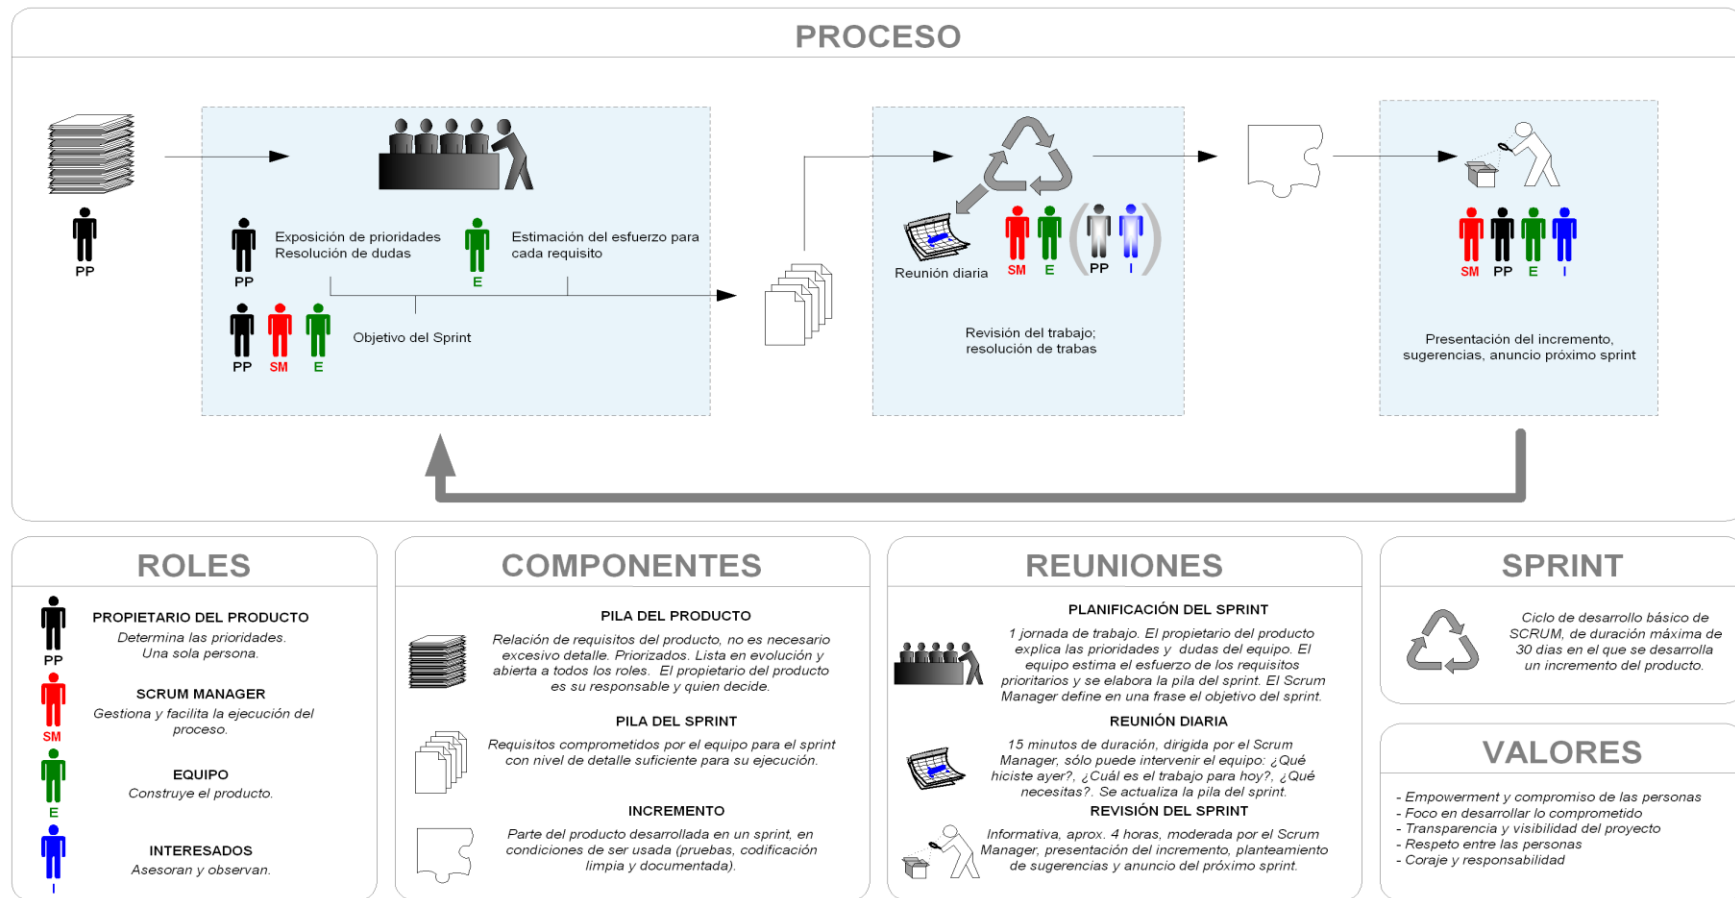 PROCESO
PP
PP
Exposición de prioridades
Resolución de dudas
E
Estimación del esfuerzo para
cada requisito
PP
SM
E
Objetivo del Sprint
Reunión diaria
SM
E
PP
I
Revisión del trabajo;
resolución de trabas
SM
PP
E
I
Presentación del incremento,
sugerencias, anuncio próximo sprint
ROLES
PP
PROPIETARIO DEL PRODUCTO
Determina las prioridades.
Una sola persona.
SM
SCRUM MANAGER
Gestiona y facilita la ejecución del
proceso.
E
EQUIPO
Construye el producto.
I
INTERESADOS
Asesoran y observan.
COMPONENTES
PILA DEL PRODUCTO
Relación de requisitos del producto, no es necesario
excesivo detalle. Priorizados. Lista en evolución y
abierta a todos los roles. El propietario del producto
es su responsable y quien decide.
PILA DEL SPRINT
Requisitos comprometidos por el equipo para el sprint
con nivel de detalle suficiente para su ejecución.
INCREMENTO
Parte del producto desarrollada en un sprint, en
condiciones de ser usada (pruebas, codificación
limpia y documentada).
REUNIONES
PLANIFICACIÓN DEL SPRINT
1 jornada de trabajo. El propietario del producto
explica las prioridades y dudas del equipo. El
equipo estima el esfuerzo de los requisitos
prioritarios y se elabora la pila del sprint. El Scrum
Manager define en una frase el objetivo del sprint.
REUNIÓN DIARIA
15 minutos de duración, dirigida por el Scrum
Manager, sólo puede intervenir el equipo: ¿Qué
hiciste ayer?, ¿Cuál es el trabajo para hoy?, ¿Qué
necesitas?. Se actualiza la pila del sprint.
REVISIÓN DEL SPRINT
Informativa, aprox. 4 horas, moderada por el Scrum
Manager, presentación del incremento, planteamiento
de sugerencias y anuncio del próximo sprint.
SPRINT
Ciclo de desarrollo básico de
SCRUM, de duración máxima de
30 dias en el que se desarrolla
un incremento del producto.
VALORES
- Empowerment y compromiso de las personas
- Foco en desarrollar lo comprometido
- Transparencia y visibilidad del proyecto
- Respeto entre las personas
- Coraje y responsabilidad